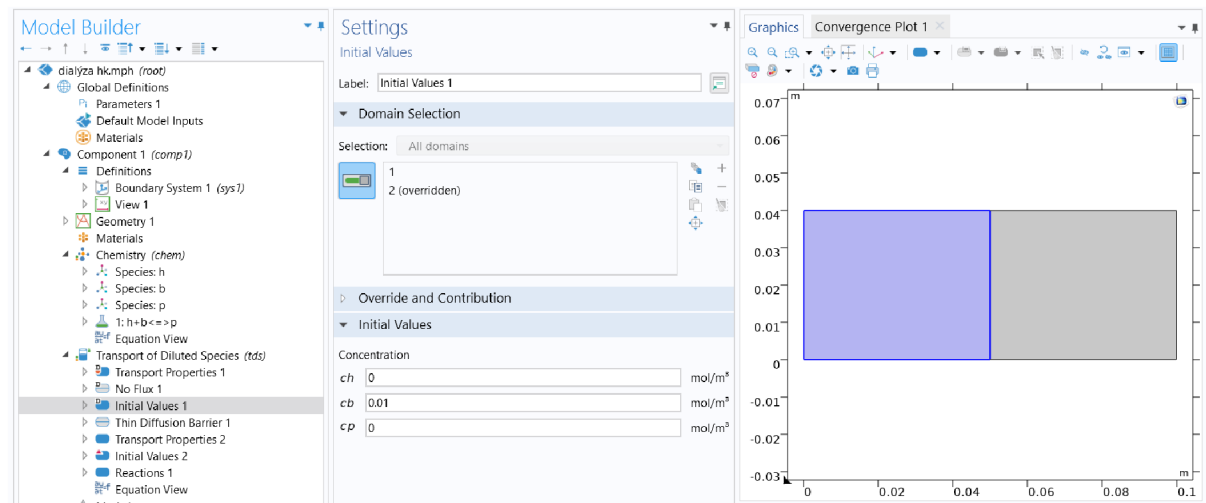 Model Builder
dialýza hk.mph (root)
Global Definitions
Pi Parameters 1
Default Model Inputs
Materials
Component 1 (comp1)
Definitions
Boundary System 1 (sys1)
View 1
Geometry 1
Materials
Chemistry (chem)
Species: h
Species: b
Species: p
1: h+b<=>p
Equation View
Transport of Diluted Species (tds)
Transport Properties 1
No Flux 1
Initial Values 1
Thin Diffusion Barrier 1
Transport Properties 2
Initial Values 2
Reactions 1
Equation View
Settings
Initial Values
Label: Initial Values 1
Domain Selection
Selection: All domains
1
2 (overridden)
Override and Contribution
Initial Values
Concentration
ch 0 mol/m³
cb 0.01 mol/m³
cp 0 mol/m³
Graphics Convergence Plot 1
m
0.07
0.06
0.05
0.04
0.03
0.02
0.01
0
-0.01
-0.02
-0.03
m
0 0.02 0.04 0.06 0.08 0.1